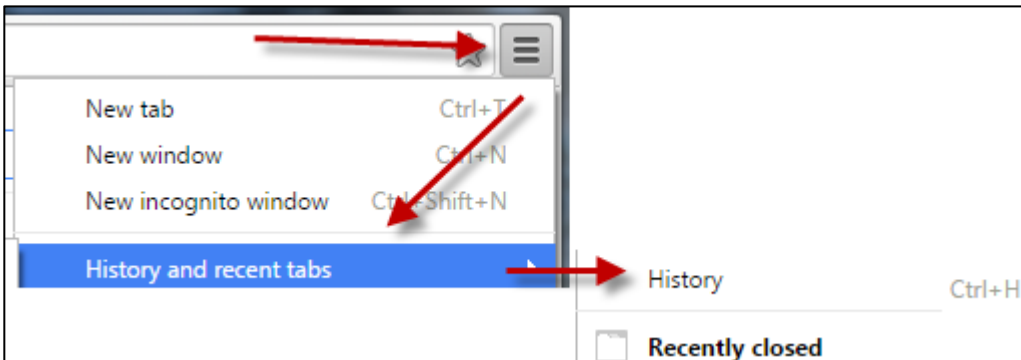 New tab Ctrl+T
New window Ctrl+N
New incognito window Ctrl+Shift+N
History and recent tabs
History Ctrl+H
Recently closed